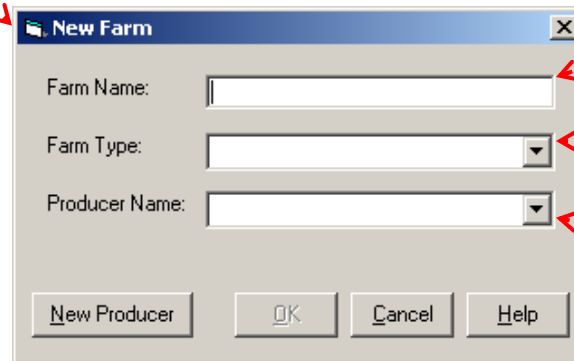 New Farm
Farm Name:
Farm Type:
Producer Name:
New Producer OK Cancel Help